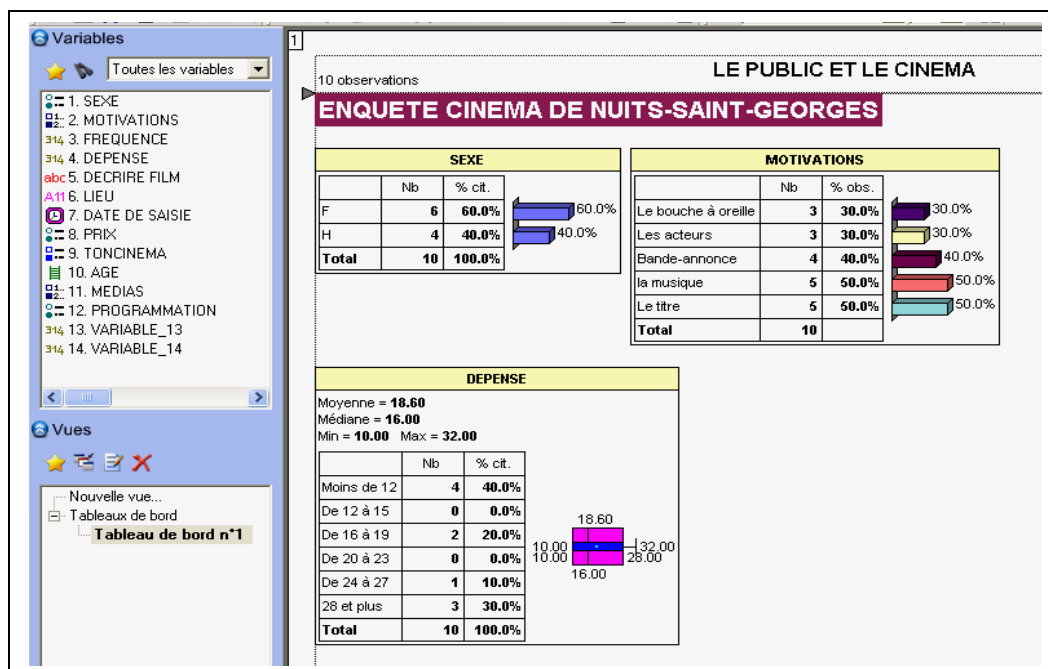 Variables
Toutes les variables
1. SEXE
2. MOTIVATIONS
314 3. FREQUENCE
314 4. DEPENSE
abc 5. DECRIRE FILM
A11 6. LIEU
7. DATE DE SAISIE
8. PRIX
9. TONCINEMA
10. AGE
11. MEDIAS
12. PROGRAMMATION
314 13. VARIABLE_13
314 14. VARIABLE_14
Vues
Nouvelle vue...
Tableaux de bord
Tableau de bord n°1
1
LE PUBLIC ET LE CINEMA
10 observations
ENQUETE CINEMA DE NUITS-SAINT-GEORGES
SEXE
Nb % cit.
F 6 60.0% 60.0%
H 4 40.0% 40.0%
Total 10 100.0%
MOTIVATIONS
Nb % obs.
Le bouche à oreille 3 30.0% 30.0%
Les acteurs 3 30.0% 30.0%
Bande-annonce 4 40.0% 40.0%
la musique 5 50.0% 50.0%
Le titre 5 50.0% 50.0%
Total 10
DEPENSE
Moyenne = 18.60
Médiane = 16.00
Min = 10.00 Max = 32.00
Nb % cit.
Moins de 12 4 40.0%
De 12 à 15 0 0.0%
De 16 à 19 2 20.0%
De 20 à 23 0 0.0%
De 24 à 27 1 10.0%
28 et plus 3 30.0%
Total 10 100.0%
18.60
10.00 32.00
10.00 28.00
16.00